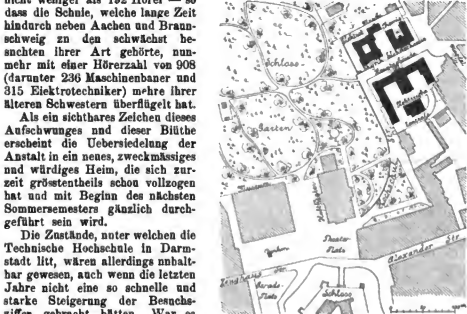 nicht weniger als 192 Hörer — so
dass die Schule, welche lange Zeit
hindurch neben Aachen und Braun-
schweig zu den schwächst be-
suchten ihrer Art gehörte, nun-
mehr mit einer Hörerzahl von 908
(darunter 236 Maschinenbauer und
315 Elektrotechniker) mehre ihrer
älteren Schwestern überflügelt hat.
Als ein sichtbares Zeichen dieses
Aufschwunges und dieser Blüthe
erscheint die Uebersiedelung der
Anstalt in ein neues, zweckmässiges
und würdiges Heim, die sich zur-
zeit grösstentheils schon vollzogen
hat und mit Beginn des nächsten
Sommersemesters gänzlich durch-
geführt sein wird.
Die Zustände, unter welchen die
Technische Hochschule in Darm-
stadt litt, wären allerdings unhalt-
bar gewesen, auch wenn die letzten
Jahre nicht eine so schnelle und
starke Steigerung der Besuchs-
ziffer gebracht hätten. War es
Schloss
Garten
Museum
Theater
Platz
Alexander Str.
Zeughaus Str.
Parade-
Platz
Schloss